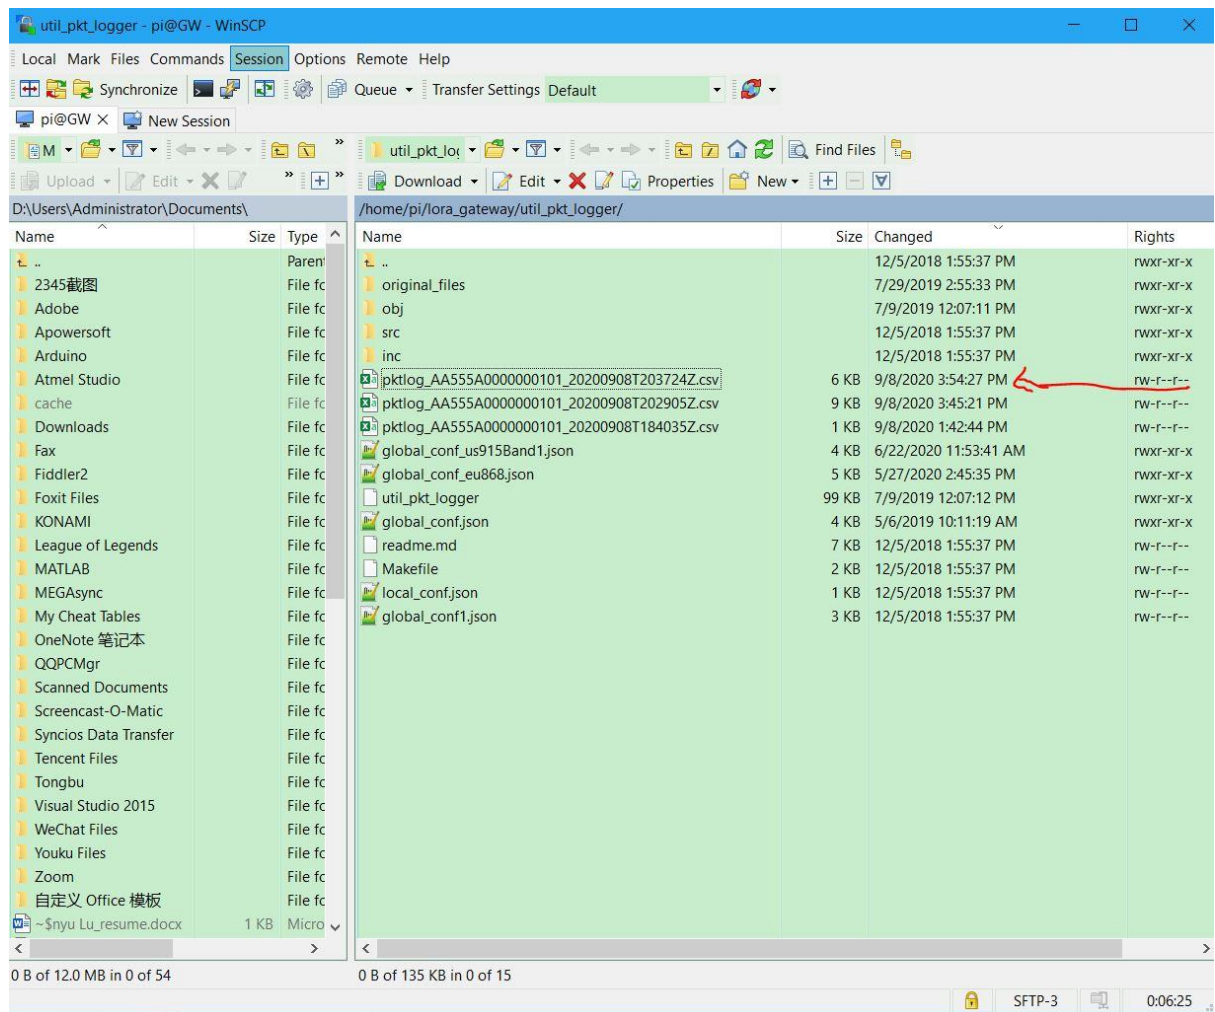 util_pkt_logger - pi@GW - WinSCP
Local Mark Files Commands Session Options Remote Help
Synchronize Queue Transfer Settings Default
pi@GW New Session
M util_pkt_lo Find Files
Upload Edit Download Edit Properties New
D:\Users\Administrator\Documents\ /home/pi/lora_gateway/util_pkt_logger/
Name Size Type Name Size Changed Rights
.. Paren .. 12/5/2018 1:55:37 PM rwxr-xr-x
2345截图 File fc original_files 7/29/2019 2:55:33 PM rwxr-xr-x
Adobe File fc obj 7/9/2019 12:07:11 PM rwxr-xr-x
Apowersoft File fc src 12/5/2018 1:55:37 PM rwxr-xr-x
Arduino File fc inc 12/5/2018 1:55:37 PM rwxr-xr-x
Atmel Studio File fc pktlog_AA555A0000000101_20200908T203724Z.csv 6 KB 9/8/2020 3:54:27 PM rw-r--r--
cache File fc pktlog_AA555A0000000101_20200908T202905Z.csv 9 KB 9/8/2020 3:45:21 PM rw-r--r--
Downloads File fc pktlog_AA555A0000000101_20200908T184035Z.csv 1 KB 9/8/2020 1:42:44 PM rw-r--r--
Fax File fc global_conf_us915Band1.json 4 KB 6/22/2020 11:53:41 AM rwxr-xr-x
Fiddler2 File fc global_conf_eu868.json 5 KB 5/27/2020 2:45:35 PM rwxr-xr-x
Foxit Files File fc util_pkt_logger 99 KB 7/9/2019 12:07:12 PM rwxr-xr-x
KONAMI File fc global_conf.json 4 KB 5/6/2019 10:11:19 AM rwxr-xr-x
League of Legends File fc readme.md 7 KB 12/5/2018 1:55:37 PM rw-r--r--
MATLAB File fc Makefile 2 KB 12/5/2018 1:55:37 PM rw-r--r--
MEGAsync File fc local_conf.json 1 KB 12/5/2018 1:55:37 PM rw-r--r--
My Cheat Tables File fc global_conf1.json 3 KB 12/5/2018 1:55:37 PM rw-r--r--
OneNote 笔记本 File fc
QQPCMgr File fc
Scanned Documents File fc
Screencast-O-Matic File fc
Syncios Data Transfer File fc
Tencent Files File fc
Tongbu File fc
Visual Studio 2015 File fc
WeChat Files File fc
Youku Files File fc
Zoom File fc
自定义 Office 模板 File fc
~$nyu Lu_resume.docx 1 KB Micro
0 B of 12.0 MB in 0 of 54 0 B of 135 KB in 0 of 15
SFTP-3 0:06:25